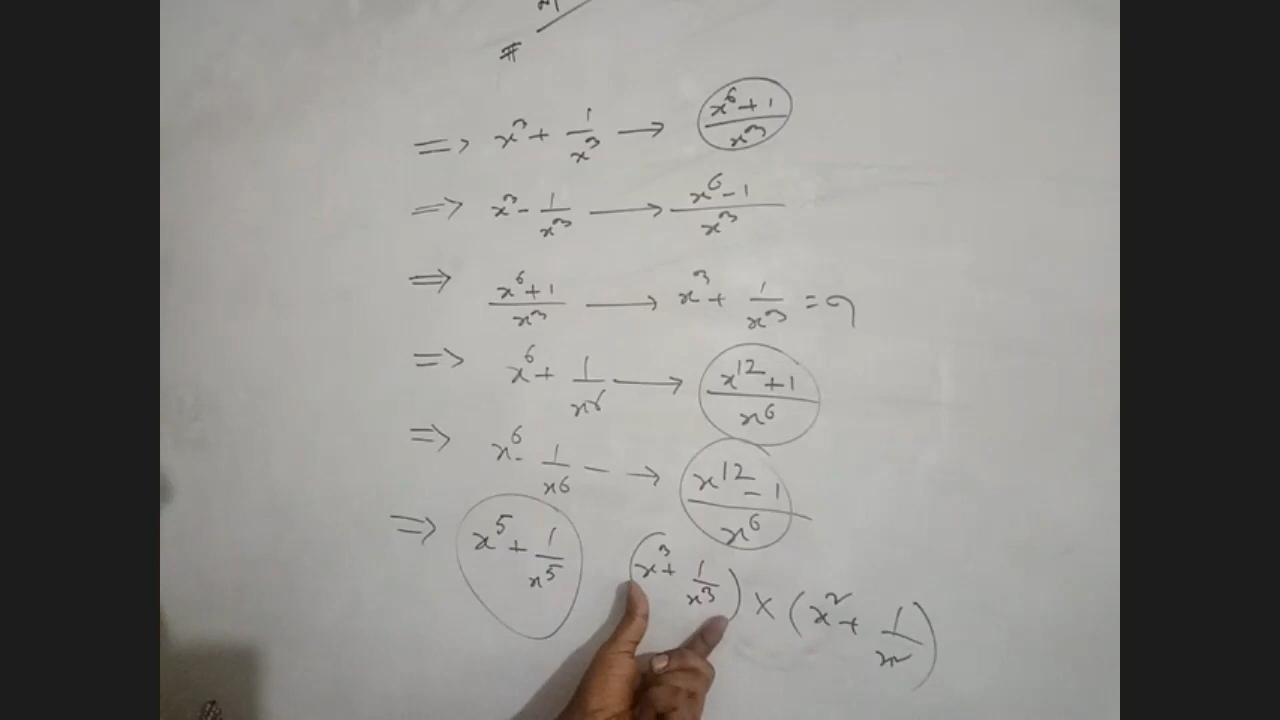 ⇒ x³ + 1/x³ → (x⁶+1)/x³
⇒ x³ - 1/x³ → (x⁶-1)/x³
⇒ (x⁶+1)/x³ → x³ + 1/x³ = 9
⇒ x⁶ + 1/x⁶ → (x¹²+1)/x⁶
⇒ x⁶ - 1/x⁶ - → (x¹²-1)/x⁶
⇒ x⁵ + 1/x⁵ (x³ + 1/x³) × (x² + 1/x²)